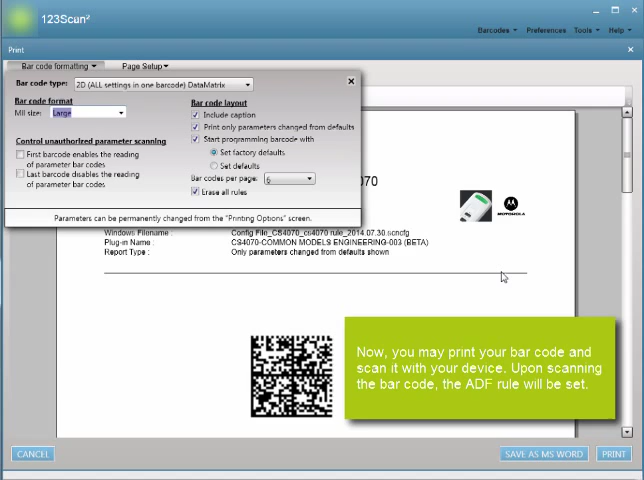 123Scan²
Barcodes Preferences Tools Help
Print
Bar code formatting Page Setup
Bar code type: 2D (ALL settings in one barcode) DataMatrix
Bar code format
Mil size: Large
Control unauthorized parameter scanning
First barcode enables the reading
of parameter bar codes
Last barcode disables the reading
of parameter bar codes
Bar code layout
Include caption
Print only parameters changed from defaults
Start programming barcode with
Set factory defaults
Set defaults
Bar codes per page: 6
Erase all rules
Parameters can be permanently changed from the "Printing Options" screen.
070
MOTOROLA
Windows Filename : Config File_CS4070_cs4070 rule_2014.07.30.scncfg
Plug-in Name : CS4070-COMMON MODELS ENGINEERING-003 (BETA)
Report Type : Only parameters changed from defaults shown
Now, you may print your bar code and
scan it with your device. Upon scanning
the bar code, the ADF rule will be set.
CANCEL SAVE AS MS WORD PRINT